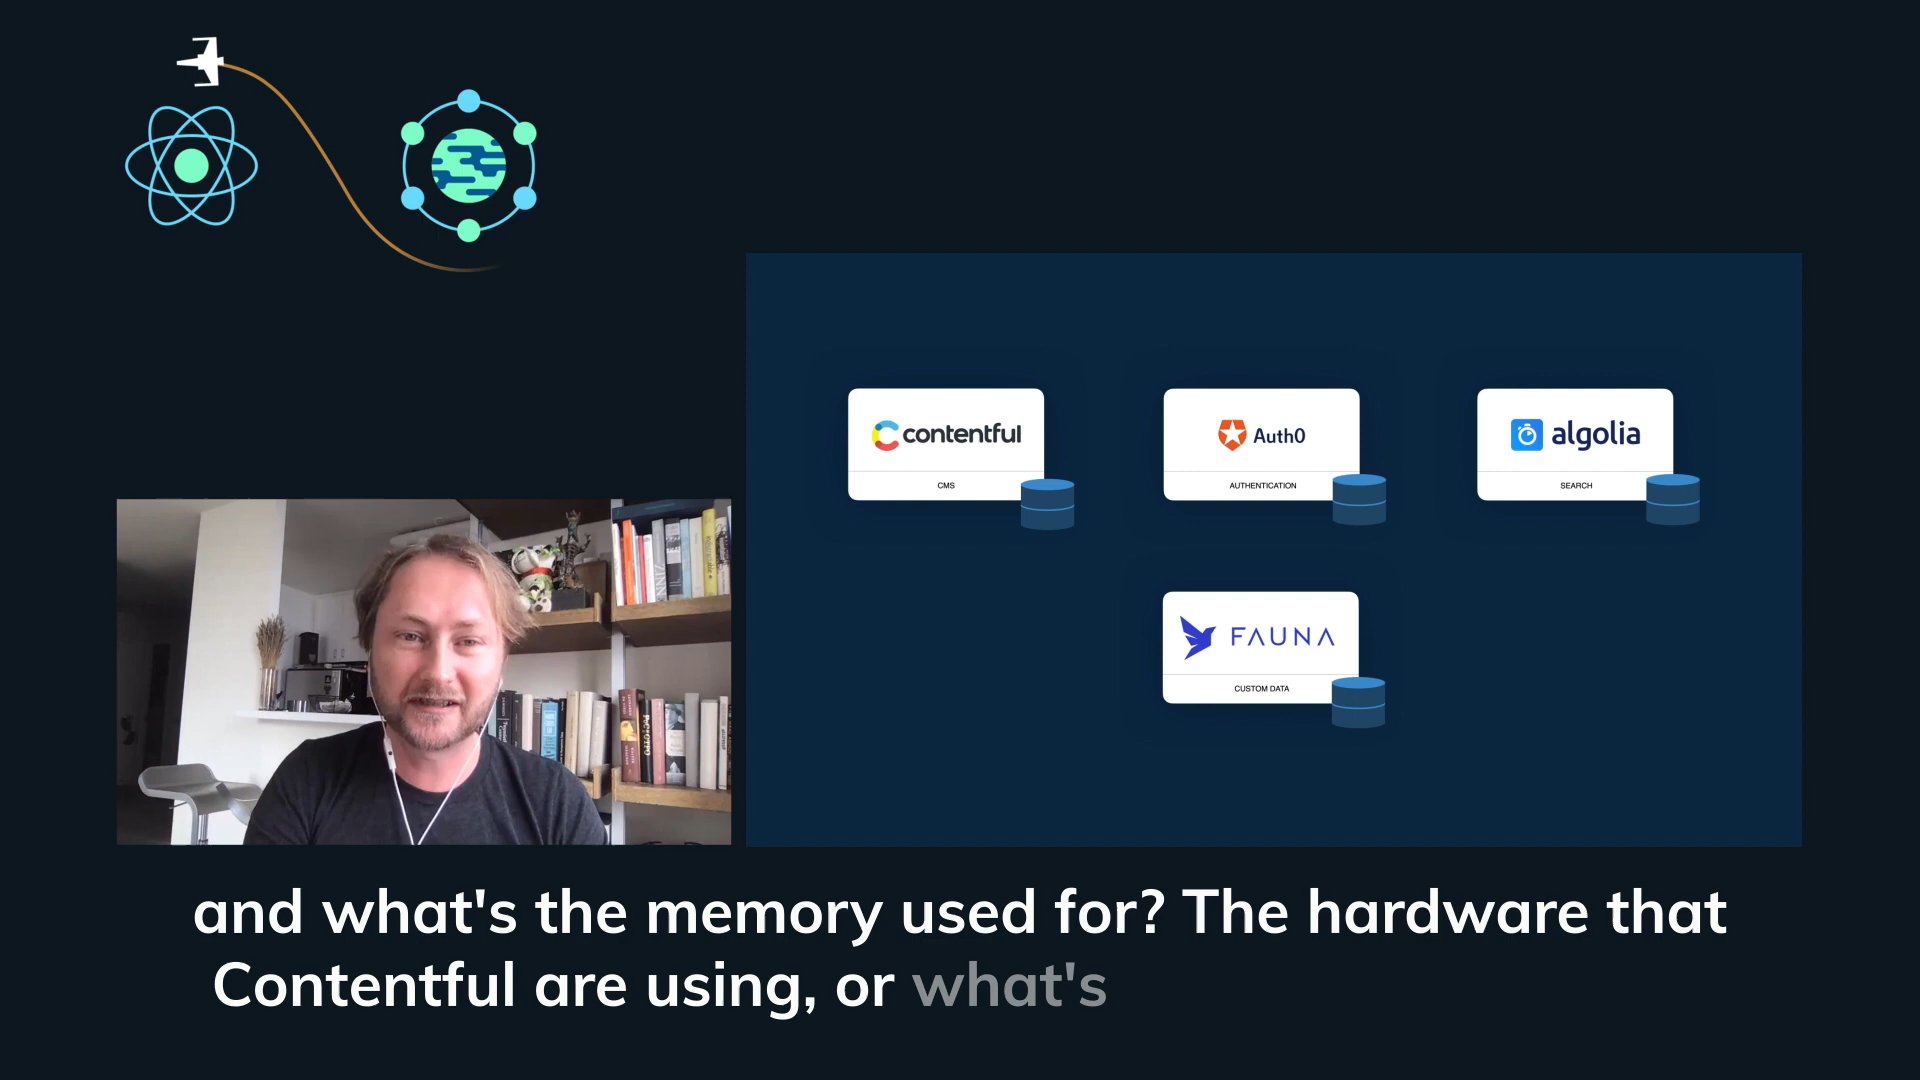 contentful
CMS
Auth0
AUTHENTICATION
algolia
SEARCH
FAUNA
CUSTOM DATA
and what's the memory used for? The hardware that
Contentful are using, or what's